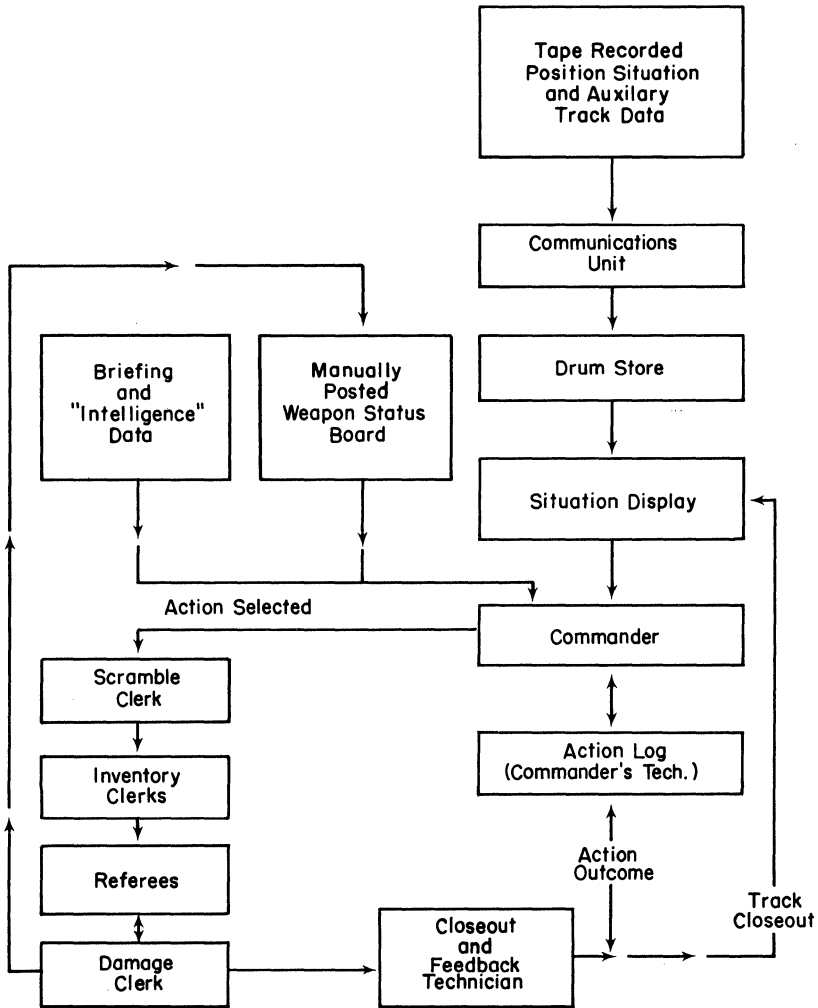 Tape Recorded
Position Situation
and Auxilary
Track Data
Communications
Unit
Drum Store
Briefing
and
"Intelligence"
Data
Manually
Posted
Weapon Status
Board
Situation Display
Action Selected
Commander
Scramble
Clerk
Action Log
(Commander's Tech.)
Inventory
Clerks
Action
Outcome
Referees
Track
Closeout
Closeout
and
Feedback
Technician
Damage
Clerk